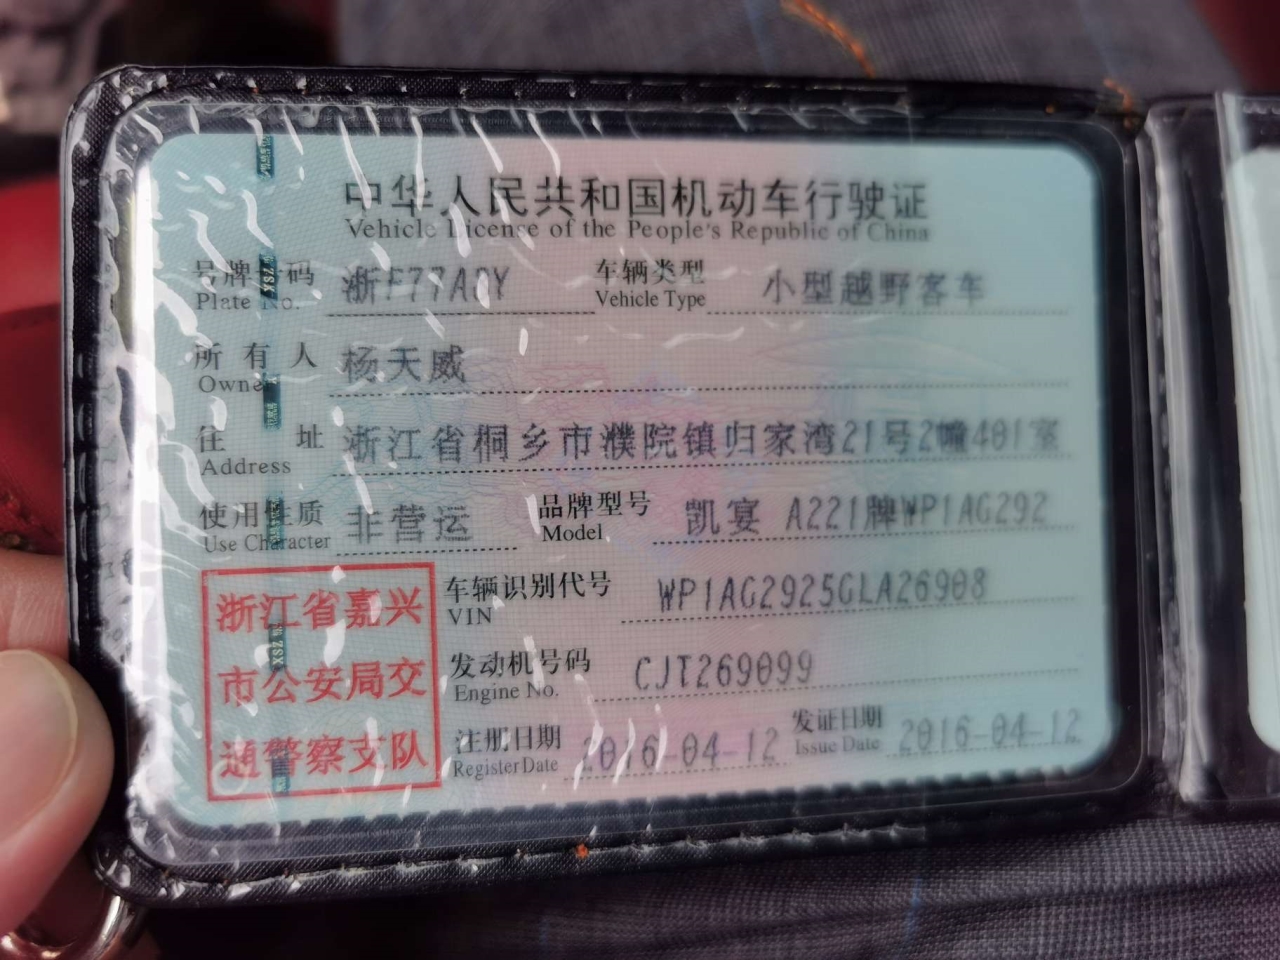 中华人民共和国机动车行驶证
Vehicle License of the People's Republic of China
号牌号码 浙F77A0Y 车辆类型 小型越野客车
Plate No. Vehicle Type
所有人 杨天威
Owner
住址 浙江省桐乡市濮院镇归家湾21号2幢401室
Address
使用性质 非营运 品牌型号 凯宴 A221牌WP1AG292
Use Character Model
浙江省嘉兴
市公安局交
通警察支队
车辆识别代号 WP1AG2925GLA26908
VIN
发动机号码 CJT269099
Engine No.
注册日期 2016-04-12 发证日期 2016-04-12
Register Date Issue Date